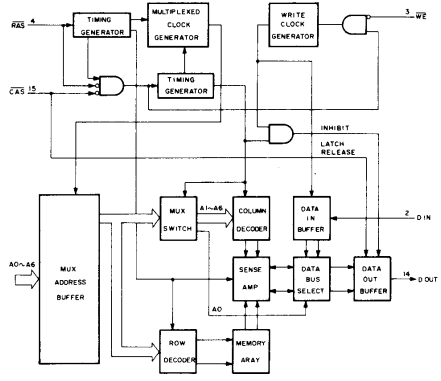 RAS 4
TIMING
GENERATOR
MULTIPLEXED
CLOCK
GENERATOR
WRITE
CLOCK
GENERATOR
3 WE
CAS 15
TIMING
GENERATOR
INHIBIT
LATCH
RELEASE
MUX
SWITCH
A1~A6
COLUMN
DECODER
DATA
IN
BUFFER
2 D IN
A0~A6
MUX
ADDRESS
BUFFER
SENSE
AMP
DATA
BUS
SELECT
DATA
OUT
BUFFER
14 D OUT
A0
ROW
DECODER
MEMORY
ARAY